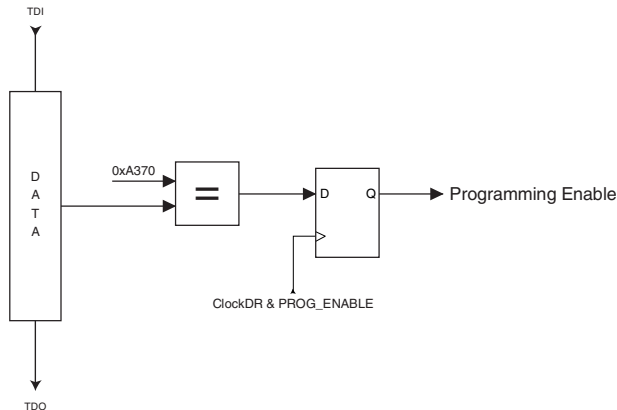 TDI
D
A
T
A
0xA370
=
D
Q
Programming Enable
ClockDR & PROG_ENABLE
TDO